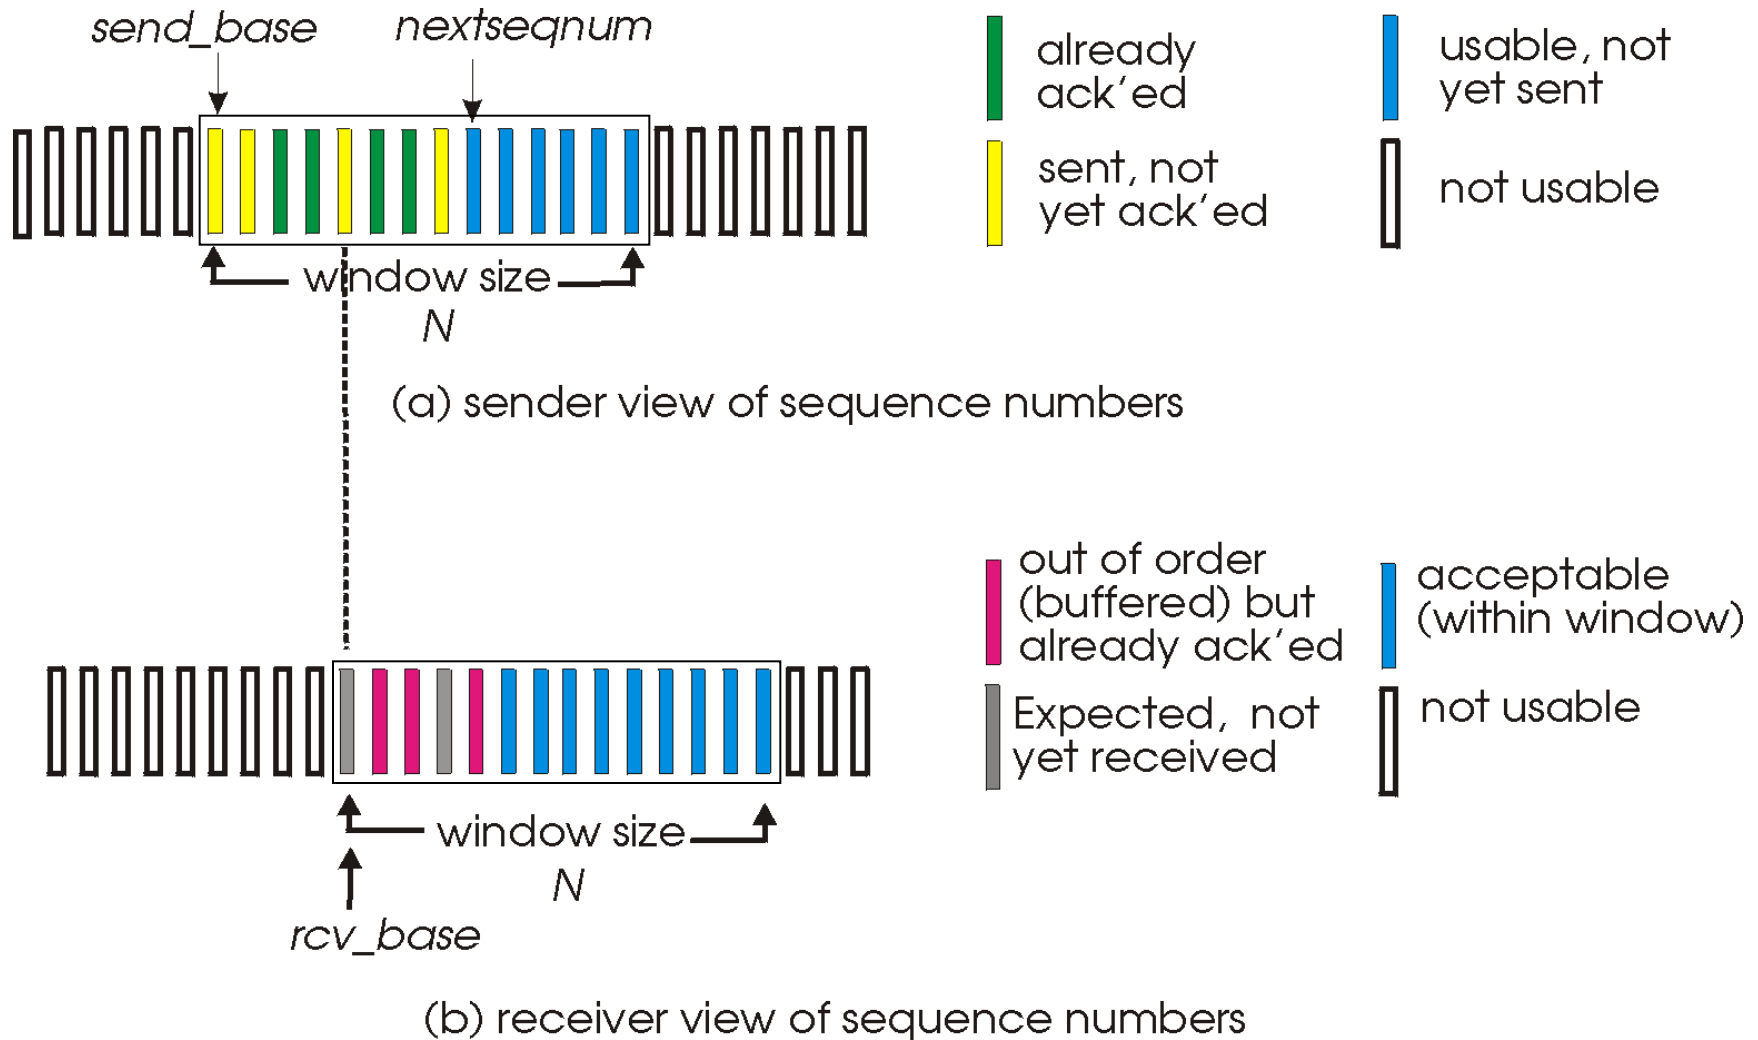 send_base
nextseqnum
already
ack'ed
usable, not
yet sent
sent, not
yet ack'ed
not usable
window size
N
(a) sender view of sequence numbers
out of order
(buffered) but
already ack'ed
acceptable
(within window)
Expected, not
yet received
not usable
window size
N
rcv_base
(b) receiver view of sequence numbers